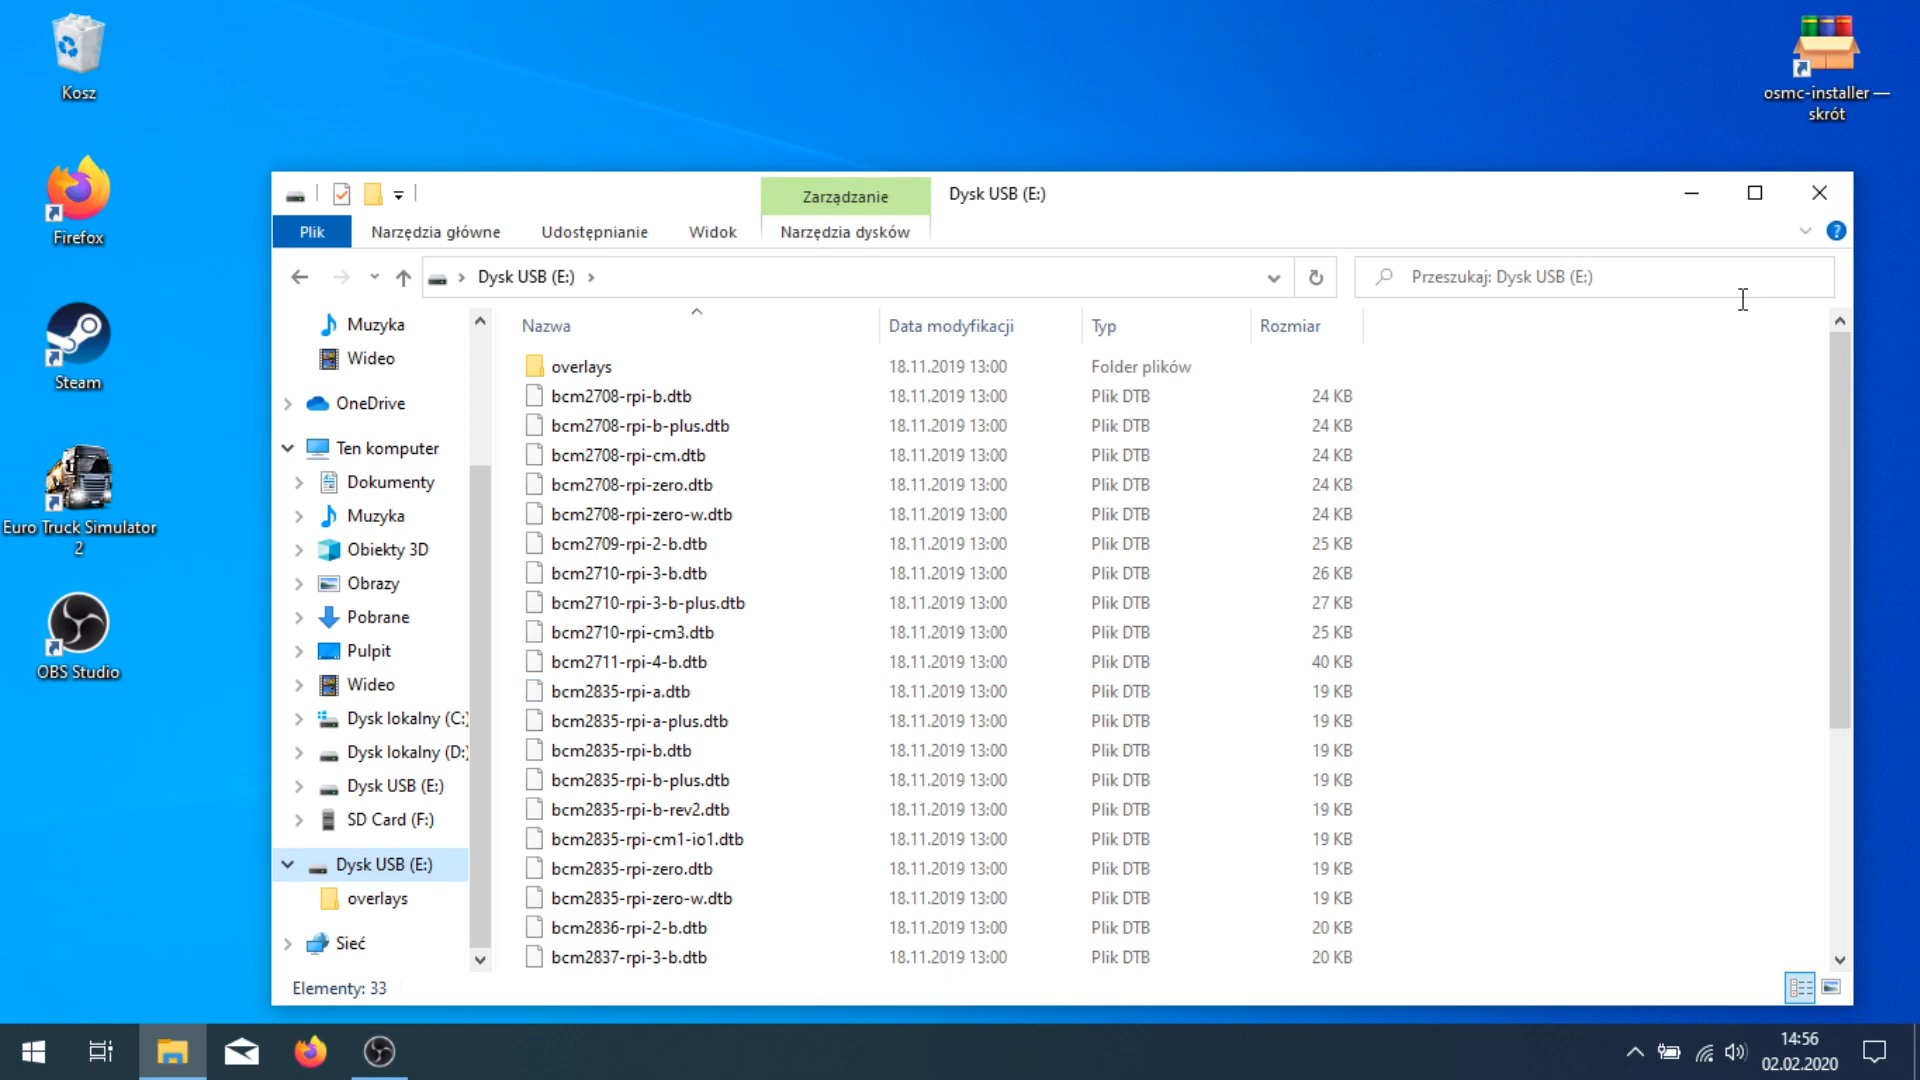 Kosz
Firefox
Steam
Euro Truck Simulator
2
OBS Studio
osmc-installer —
skrót
Zarządzanie
Dysk USB (E:)
Plik
Narzędzia główne
Udostępnianie
Widok
Narzędzia dysków
Dysk USB (E:)
Przeszukaj: Dysk USB (E:)
Muzyka
Wideo
OneDrive
Ten komputer
Dokumenty
Muzyka
Obiekty 3D
Obrazy
Pobrane
Pulpit
Wideo
Dysk lokalny (C:)
Dysk lokalny (D:)
Dysk USB (E:)
SD Card (F:)
Dysk USB (E:)
overlays
Sieć
Nazwa Data modyfikacji Typ Rozmiar
overlays 18.11.2019 13:00 Folder plików
bcm2708-rpi-b.dtb 18.11.2019 13:00 Plik DTB 24 KB
bcm2708-rpi-b-plus.dtb 18.11.2019 13:00 Plik DTB 24 KB
bcm2708-rpi-cm.dtb 18.11.2019 13:00 Plik DTB 24 KB
bcm2708-rpi-zero.dtb 18.11.2019 13:00 Plik DTB 24 KB
bcm2708-rpi-zero-w.dtb 18.11.2019 13:00 Plik DTB 24 KB
bcm2709-rpi-2-b.dtb 18.11.2019 13:00 Plik DTB 25 KB
bcm2710-rpi-3-b.dtb 18.11.2019 13:00 Plik DTB 26 KB
bcm2710-rpi-3-b-plus.dtb 18.11.2019 13:00 Plik DTB 27 KB
bcm2710-rpi-cm3.dtb 18.11.2019 13:00 Plik DTB 25 KB
bcm2711-rpi-4-b.dtb 18.11.2019 13:00 Plik DTB 40 KB
bcm2835-rpi-a.dtb 18.11.2019 13:00 Plik DTB 19 KB
bcm2835-rpi-a-plus.dtb 18.11.2019 13:00 Plik DTB 19 KB
bcm2835-rpi-b.dtb 18.11.2019 13:00 Plik DTB 19 KB
bcm2835-rpi-b-plus.dtb 18.11.2019 13:00 Plik DTB 19 KB
bcm2835-rpi-b-rev2.dtb 18.11.2019 13:00 Plik DTB 19 KB
bcm2835-rpi-cm1-io1.dtb 18.11.2019 13:00 Plik DTB 19 KB
bcm2835-rpi-zero.dtb 18.11.2019 13:00 Plik DTB 19 KB
bcm2835-rpi-zero-w.dtb 18.11.2019 13:00 Plik DTB 19 KB
bcm2836-rpi-2-b.dtb 18.11.2019 13:00 Plik DTB 20 KB
bcm2837-rpi-3-b.dtb 18.11.2019 13:00 Plik DTB 20 KB
Elementy: 33
14:56
02.02.2020